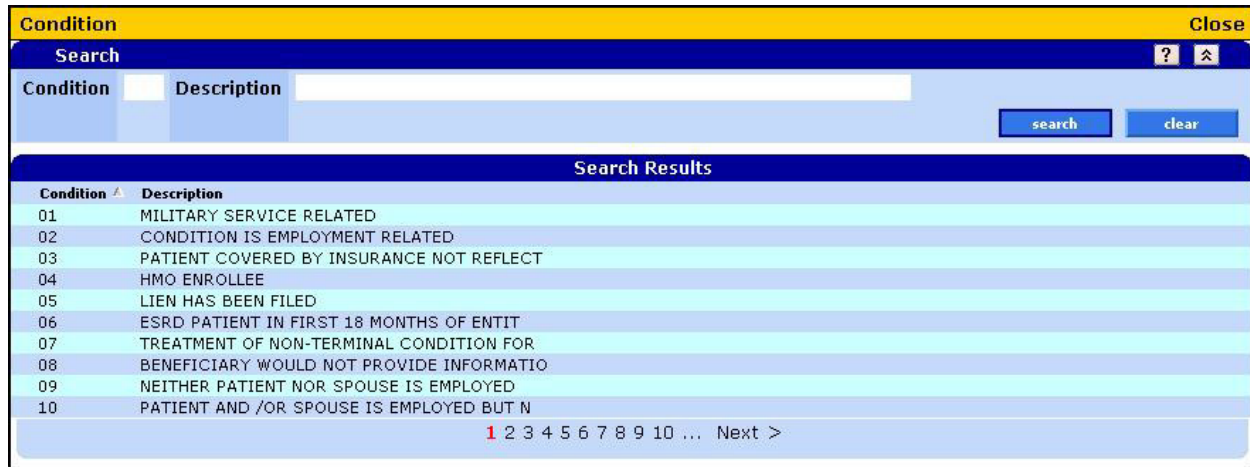 Condition Close
Search ?
Condition Description
search clear
Search Results
Condition Description
01 MILITARY SERVICE RELATED
02 CONDITION IS EMPLOYMENT RELATED
03 PATIENT COVERED BY INSURANCE NOT REFLECT
04 HMO ENROLLEE
05 LIEN HAS BEEN FILED
06 ESRD PATIENT IN FIRST 18 MONTHS OF ENTIT
07 TREATMENT OF NON-TERMINAL CONDITION FOR
08 BENEFICIARY WOULD NOT PROVIDE INFORMATIO
09 NEITHER PATIENT NOR SPOUSE IS EMPLOYED
10 PATIENT AND /OR SPOUSE IS EMPLOYED BUT N
1 2 3 4 5 6 7 8 9 10 ... Next >